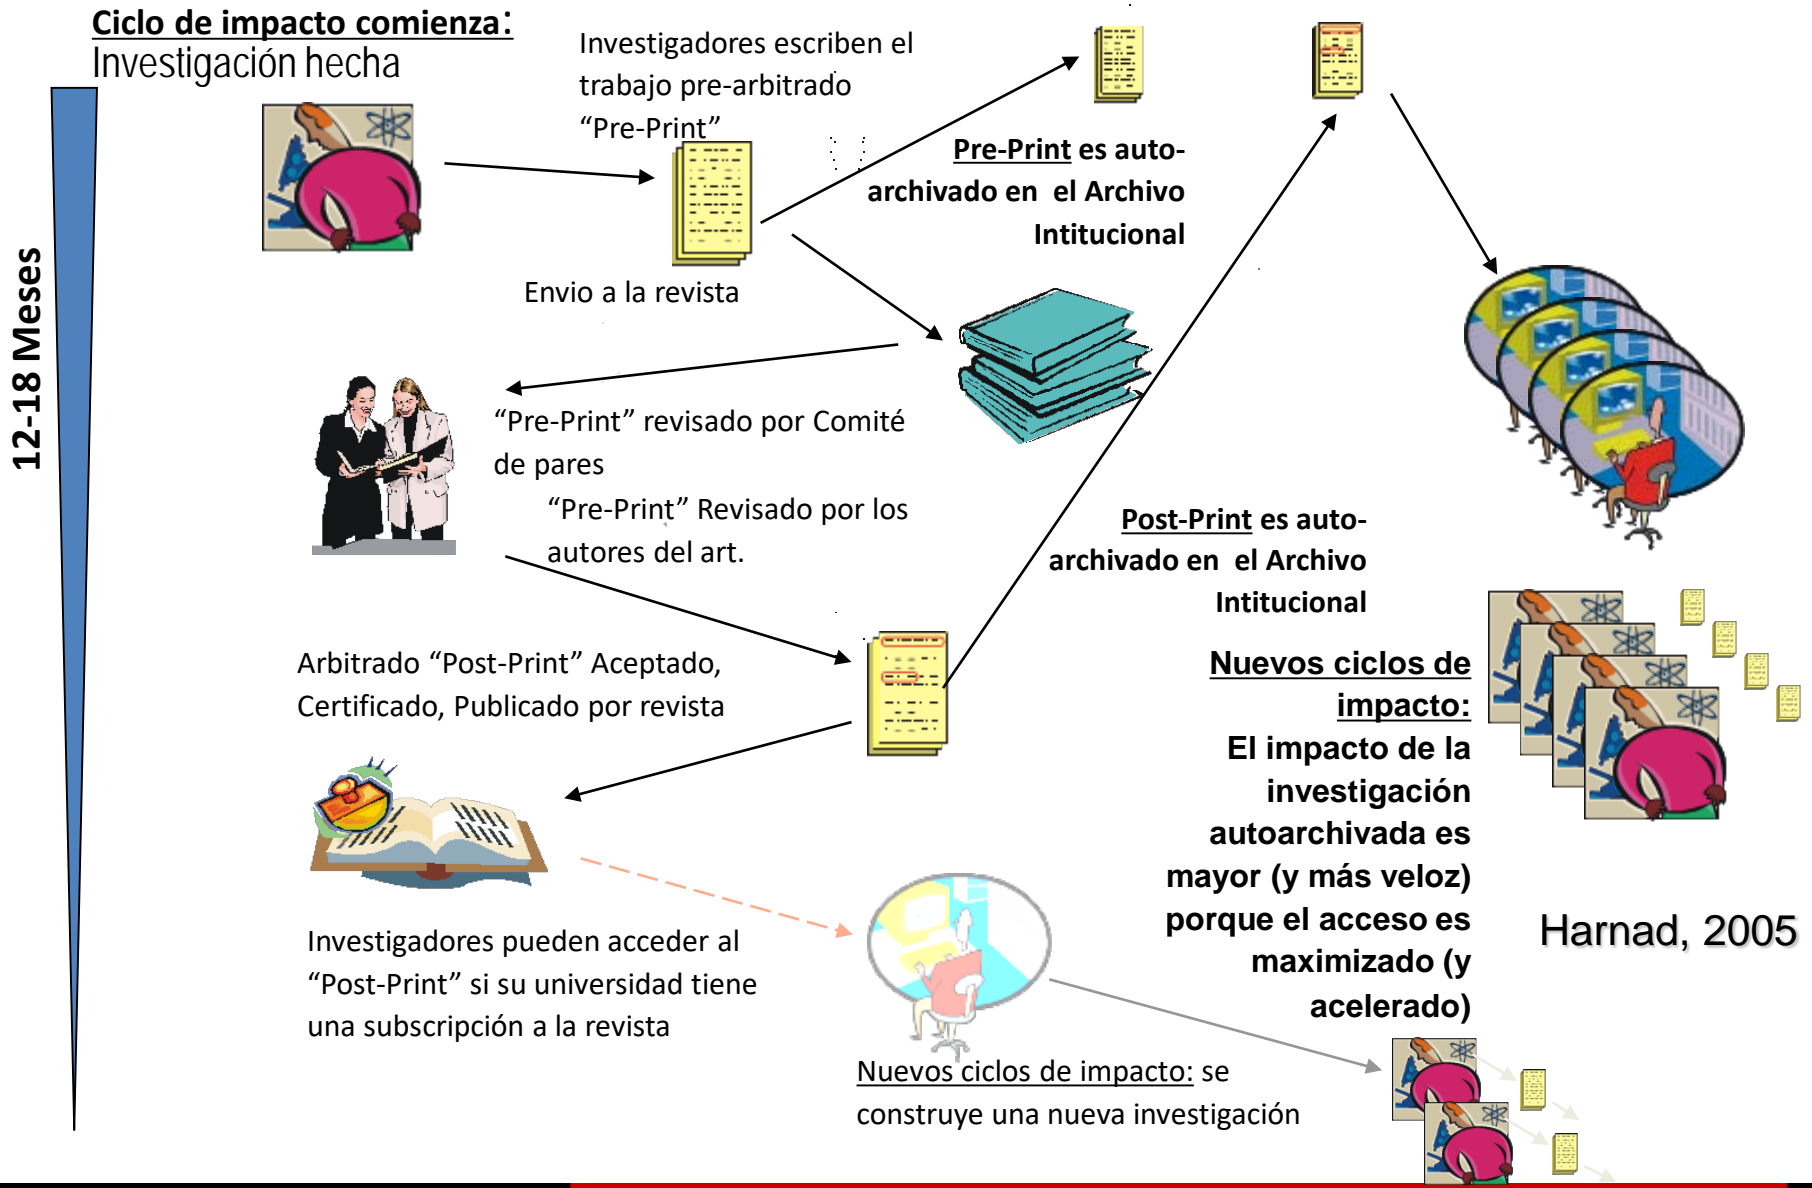 Ciclo de impacto comienza:
Investigación hecha
12-18 Meses
Investigadores escriben el
trabajo pre-arbitrado
“Pre-Print”
Pre-Print es auto-
archivado en el Archivo
Intitucional
Envio a la revista
“Pre-Print” revisado por Comité
de pares
“Pre-Print” Revisado por los
autores del art.
Post-Print es auto-
archivado en el Archivo
Intitucional
Arbitrado “Post-Print” Aceptado,
Certificado, Publicado por revista
Nuevos ciclos de
impacto:
El impacto de la
investigación
autoarchivada es
mayor (y más veloz)
porque el acceso es
maximizado (y
acelerado)
Harnad, 2005
Investigadores pueden acceder al
“Post-Print” si su universidad tiene
una subscripción a la revista
Nuevos ciclos de impacto: se
construye una nueva investigación